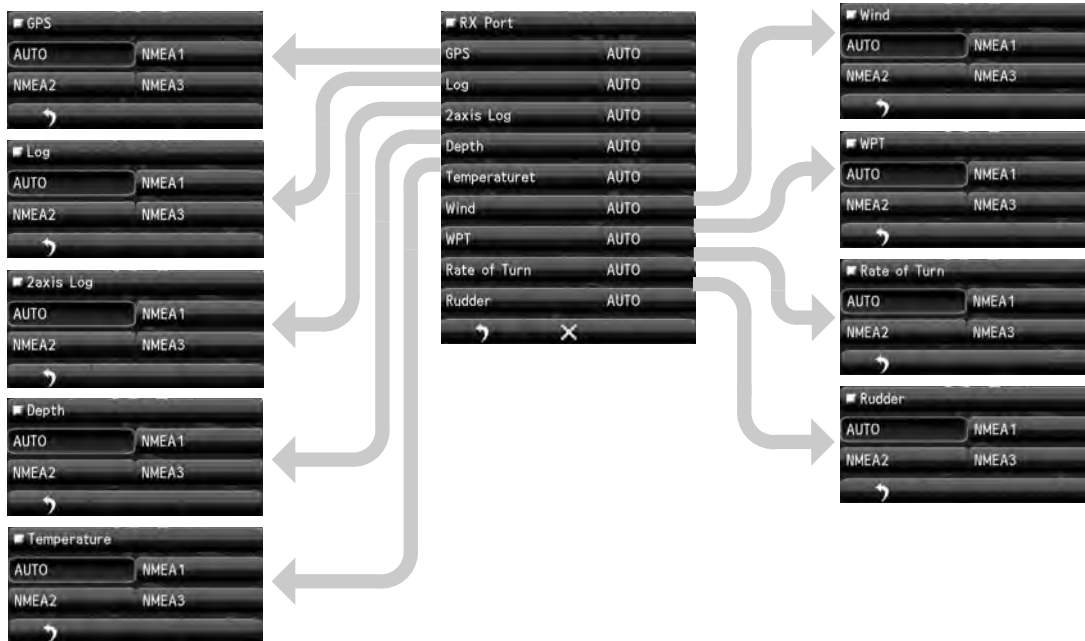 GPS
AUTO NMEA1
NMEA2 NMEA3
Log
AUTO NMEA1
NMEA2 NMEA3
2axis Log
AUTO NMEA1
NMEA2 NMEA3
Depth
AUTO NMEA1
NMEA2 NMEA3
Temperature
AUTO NMEA1
NMEA2 NMEA3
RX Port
GPS AUTO
Log AUTO
2axis Log AUTO
Depth AUTO
Temperaturet AUTO
Wind AUTO
WPT AUTO
Rate of Turn AUTO
Rudder AUTO
Wind
AUTO NMEA1
NMEA2 NMEA3
WPT
AUTO NMEA1
NMEA2 NMEA3
Rate of Turn
AUTO NMEA1
NMEA2 NMEA3
Rudder
AUTO NMEA1
NMEA2 NMEA3